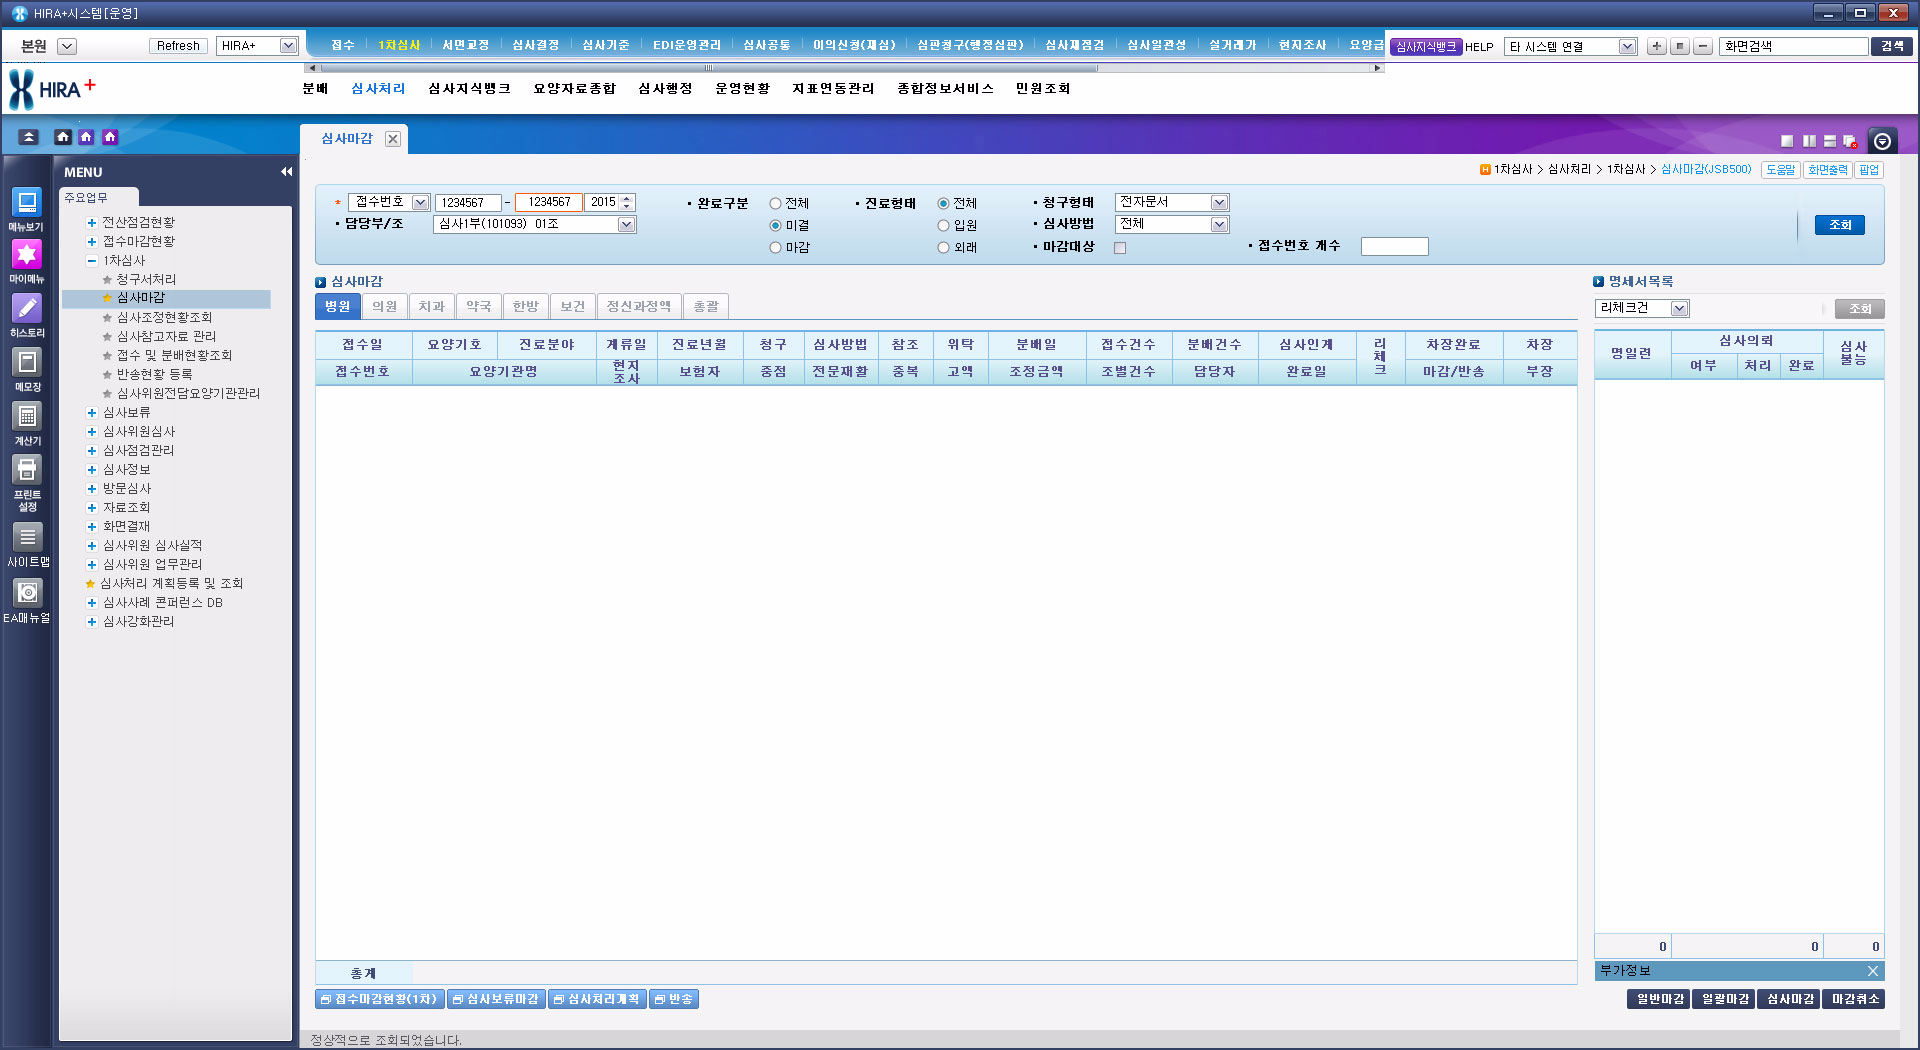 HIRA+시스템[운영]
본원 Refresh HIRA+ 접수 1차심사 서면교정 심사결정 심사기준 EDI운영관리 심사공통 이의신청(재심) 심판청구(행정심판) 심사재점검 심사일관성 실거래가 현지조사 요양급 심사지식뱅크 HELP 타 시스템 연결 화면검색 검색
HIRA+ 분배 심사처리 심사지식뱅크 요양자료종합 심사행정 운영현황 지표연동관리 종합정보서비스 민원조회
심사마감
MENU
주요업무
메뉴보기
마이메뉴
히스토리
메모장
계산기
프린트
설정
사이트맵
EA매뉴얼
전산점검현황
접수마감현황
1차심사
청구서처리
심사마감
심사조정현황조회
심사참고자료 관리
접수 및 분배현황조회
반송현황 등록
심사위원전담요양기관관리
심사보류
심사위원심사
심사점검관리
심사정보
방문심사
자료조회
화면결재
심사위원 심사실적
심사위원 업무관리
심사처리 계획등록 및 조회
심사사례 콘퍼런스 DB
심사강화관리
H 1차심사 > 심사처리 > 1차심사 > 심사마감(JSB500) 도움말 화면출력 팝업
* 접수번호 1234567 - 1234567 2015 완료구분 전체 진료형태 전체 청구형태 전자문서
담당부/조 심사1부(101093) 01조 미결 입원 심사방법 전체 조회
마감 외래 마감대상 접수번호 개수
심사마감
병원 의원 치과 약국 한방 보건 정신과정액 총괄
접수일 요양기호 진료분야 계류일 진료년월 청구 심사방법 참조 위탁 분배일 접수건수 분배건수 심사인계 리체크 차장완료 차장
접수번호 요양기관명 현지조사 보험자 중점 전문재활 중복 고액 조정금액 조별건수 담당자 완료일 마감/반송 부장
총계
접수마감현황(1차) 심사보류마감 심사처리계획 반송
명세서목록
리체크건 조회
명일련 심사의뢰 심사불능
여부 처리 완료
0 0 0
부가정보
일반마감 일괄마감 심사마감 마감취소
정상적으로 조회되었습니다.